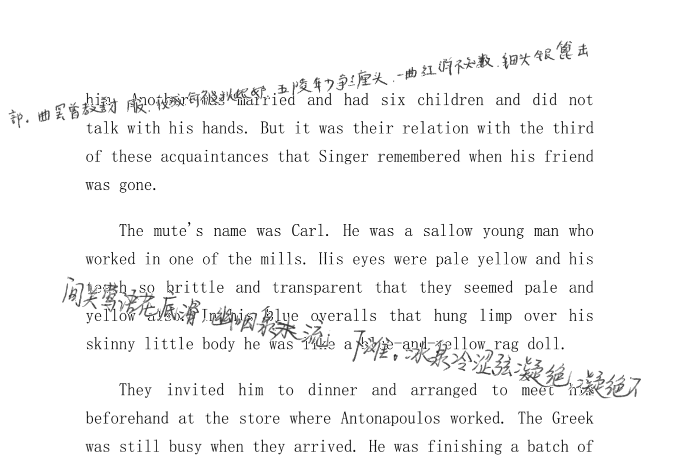 部。曲罢曾教 服，妆成每被秋娘妒。五陵年少争缠头，一曲红绡不知数。钿头银篦击
him. Another was married and had six children and did not
talk with his hands. But it was their relation with the third
of these acquaintances that Singer remembered when his friend
was gone.
The mute's name was Carl. He was a sallow young man who
worked in one of the mills. His eyes were pale yellow and his
teeth so brittle and transparent that they seemed pale and
间关莺语花底滑 幽咽泉 流 下难。冰泉冷涩弦凝绝，凝绝不
yellow also. In his blue overalls that hung limp over his
skinny little body he was like a blue-and-yellow rag doll.
They invited him to dinner and arranged to meet him
beforehand at the store where Antonapoulos worked. The Greek
was still busy when they arrived. He was finishing a batch of